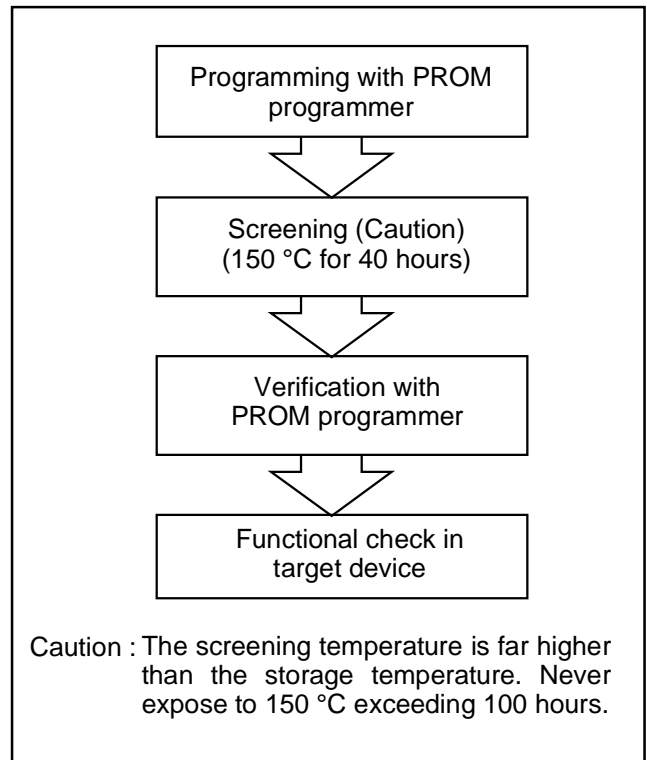 Programming with PROM
programmer
Screening (Caution)
(150 °C for 40 hours)
Verification with
PROM programmer
Functional check in
target device
Caution : The screening temperature is far higher
than the storage temperature. Never
expose to 150 °C exceeding 100 hours.